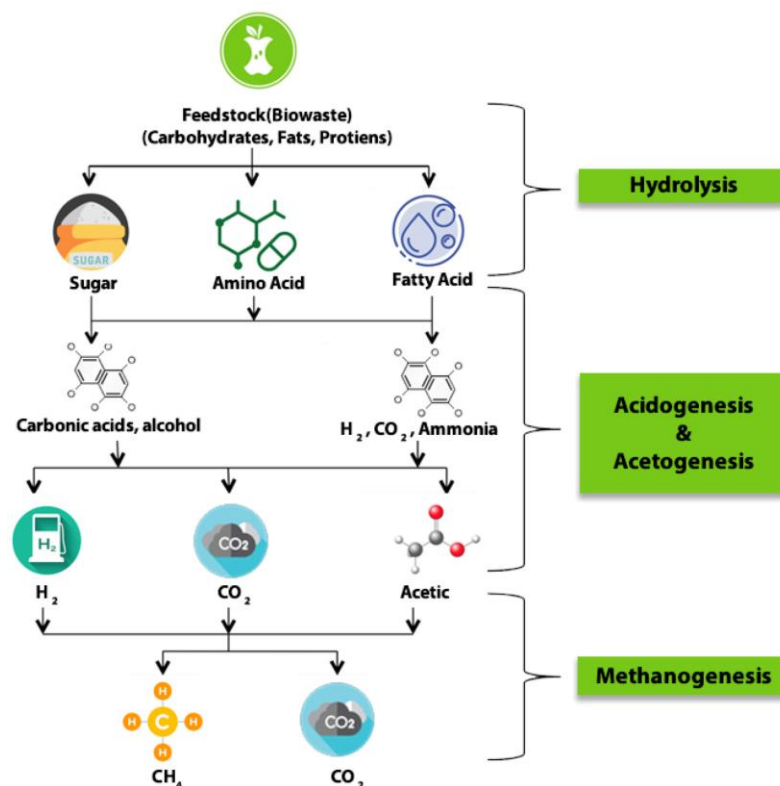 Feedstock(Biowaste)
(Carbohydrates, Fats, Protiens)
Hydrolysis
SUGAR
Sugar
Amino Acid
Fatty Acid
Carbonic acids, alcohol
H₂, CO₂, Ammonia
Acidogenesis
&
Acetogenesis
H₂
CO₂
H₂
CO₂
Acetic
Methanogenesis
H
H
C
H
H
CO₂
CH₄
CO₂